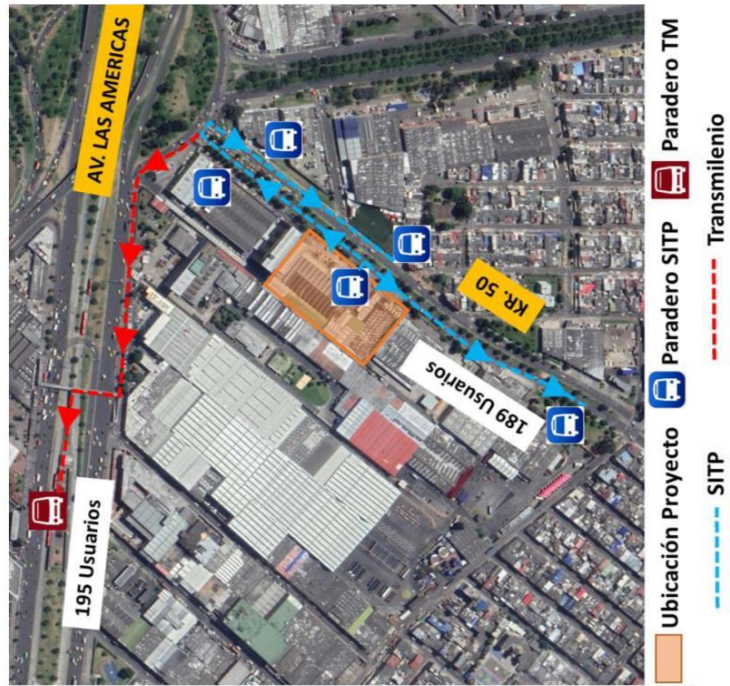 AV. LAS AMERICAS
KR. 50
189 Usuarios
195 Usuarios
Ubicación Proyecto
Paradero SITP
Paradero TM
SITP
Transmilenio